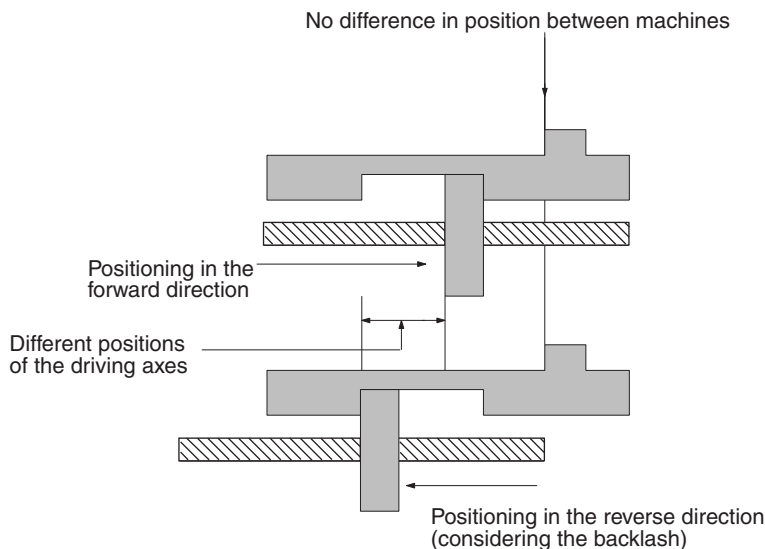 No difference in position between machines
Positioning in the
forward direction
Different positions
of the driving axes
Positioning in the reverse direction
(considering the backlash)